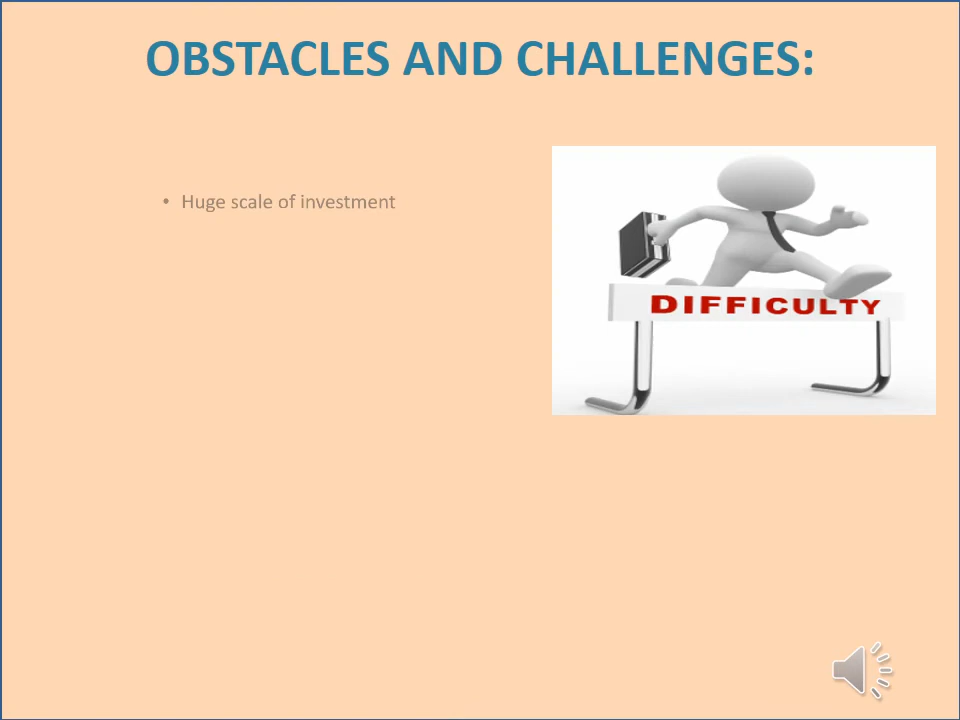 OBSTACLES AND CHALLENGES:
• Huge scale of investment
DIFFICULTY